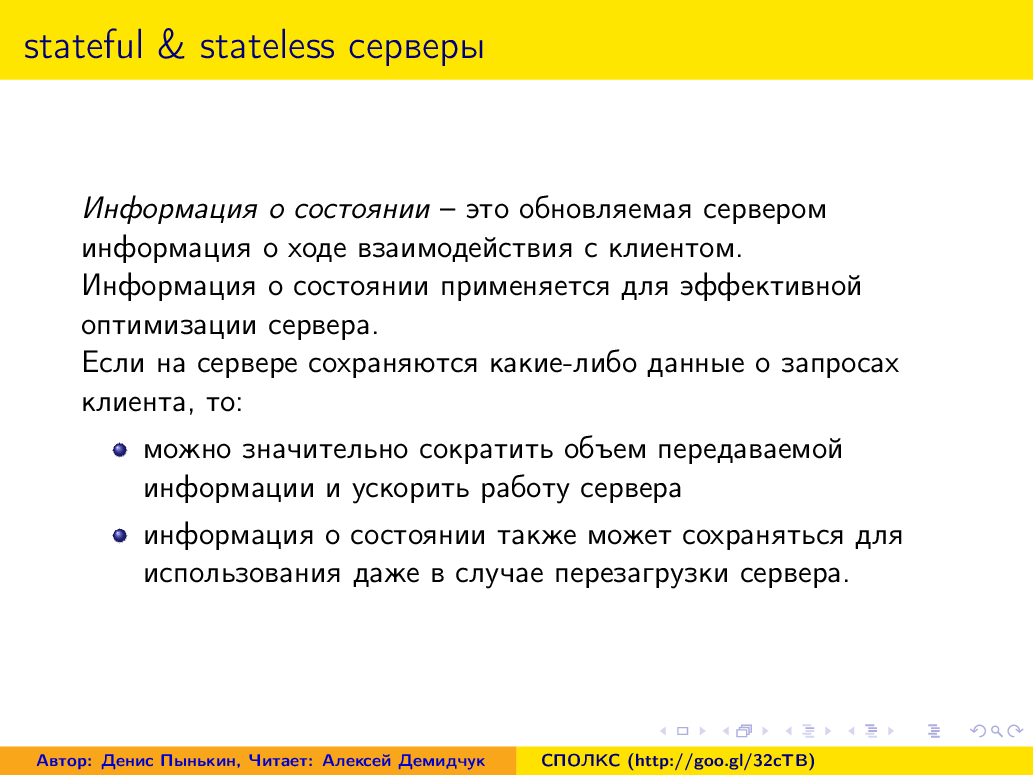 stateful & stateless серверы
Информация о состоянии – это обновляемая сервером
информация о ходе взаимодействия с клиентом.
Информация о состоянии применяется для эффективной
оптимизации сервера.
Если на сервере сохраняются какие-либо данные о запросах
клиента, то:
можно значительно сократить объем передаваемой
информации и ускорить работу сервера
информация о состоянии также может сохраняться для
использования даже в случае перезагрузки сервера.
Автор: Денис Пынькин, Читает: Алексей Демидчук
СПОЛКС (http://goo.gl/32cTB)